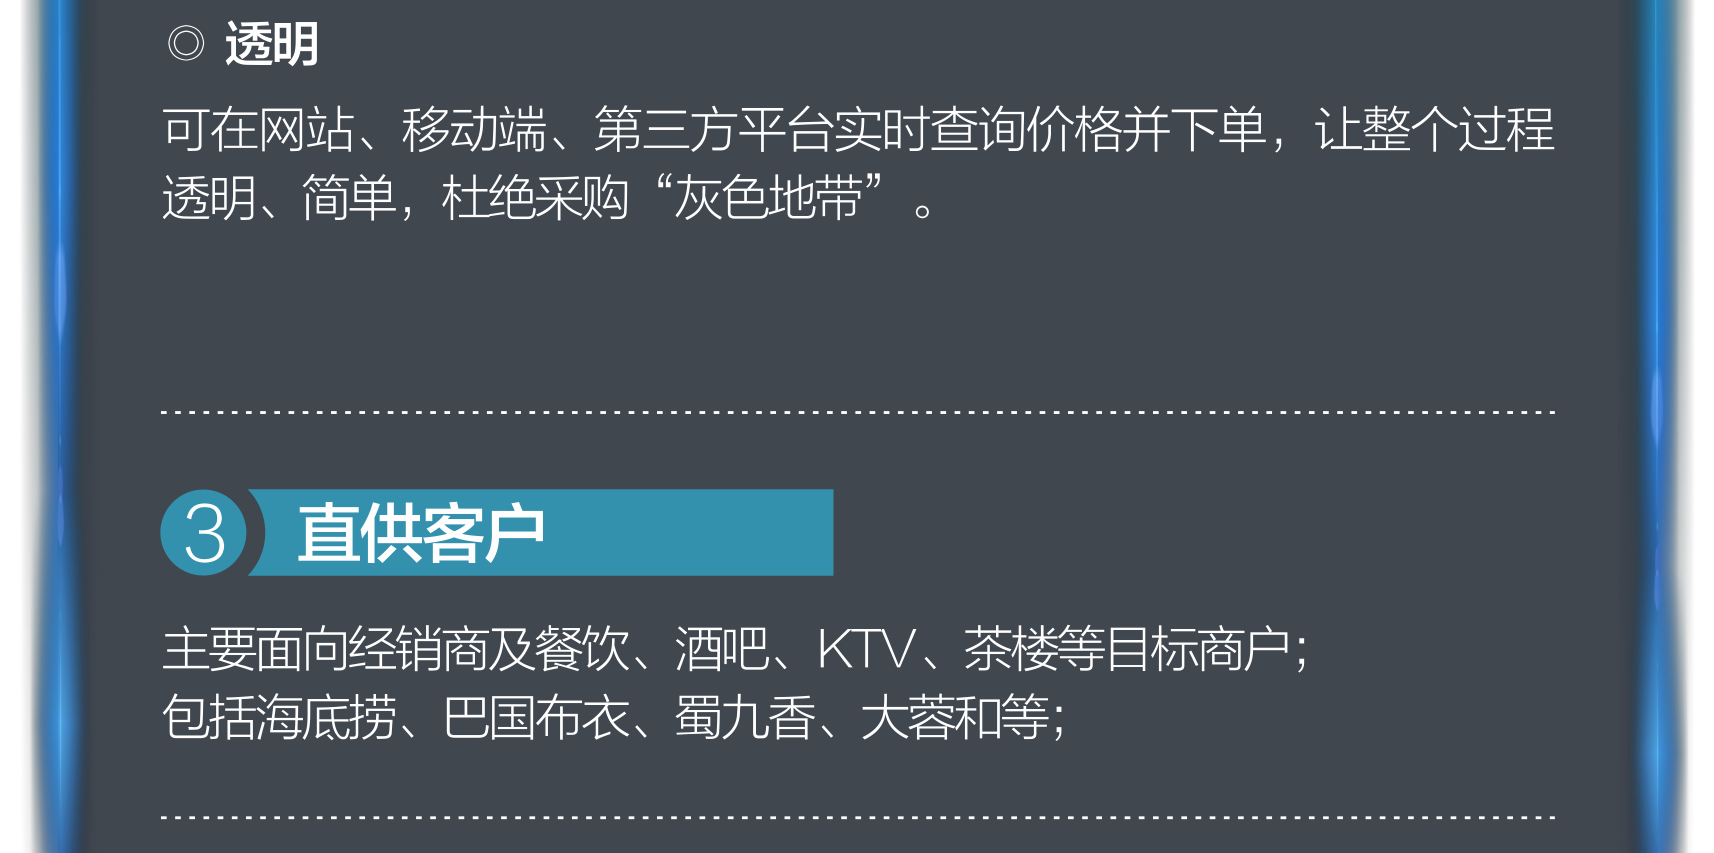 ◎ 透明
可在网站、移动端、第三方平台实时查询价格并下单，让整个过程
透明、简单，杜绝采购“灰色地带”。
3 直供客户
主要面向经销商及餐饮、酒吧、KTV、茶楼等目标商户；
包括海底捞、巴国布衣、蜀九香、大蓉和等；